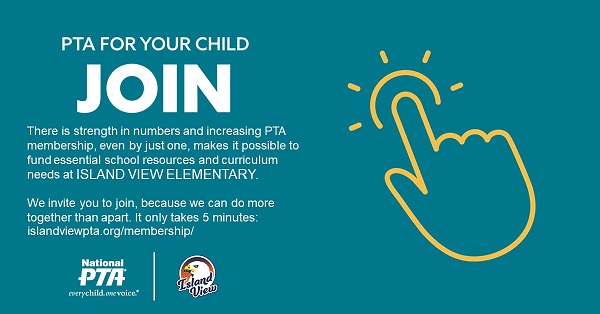 PTA FOR YOUR CHILD
JOIN
There is strength in numbers and increasing PTA
membership, even by just one, makes it possible to
fund essential school resources and curriculum
needs at ISLAND VIEW ELEMENTARY.
We invite you to join, because we can do more
together than apart. It only takes 5 minutes:
islandviewpta.org/membership/
National
PTA®
everychild.onevoice.®
Island
View